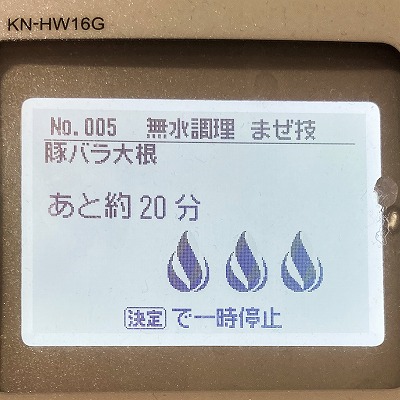 KN-HW16G
No.005 無水調理 まぜ技
豚バラ大根
あと約20分
決定で一時停止